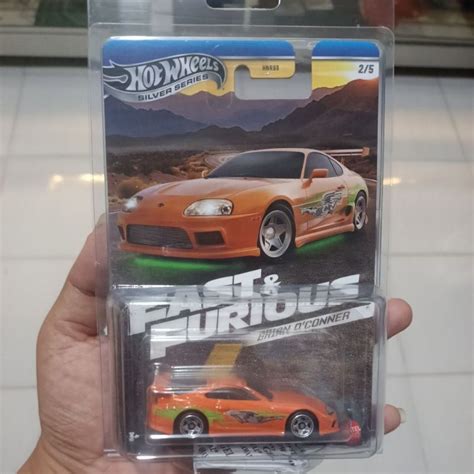 HOT WHEELS
SILVER SERIES
2/5
FAST &
FURIOUS
BRIAN O'CONNER